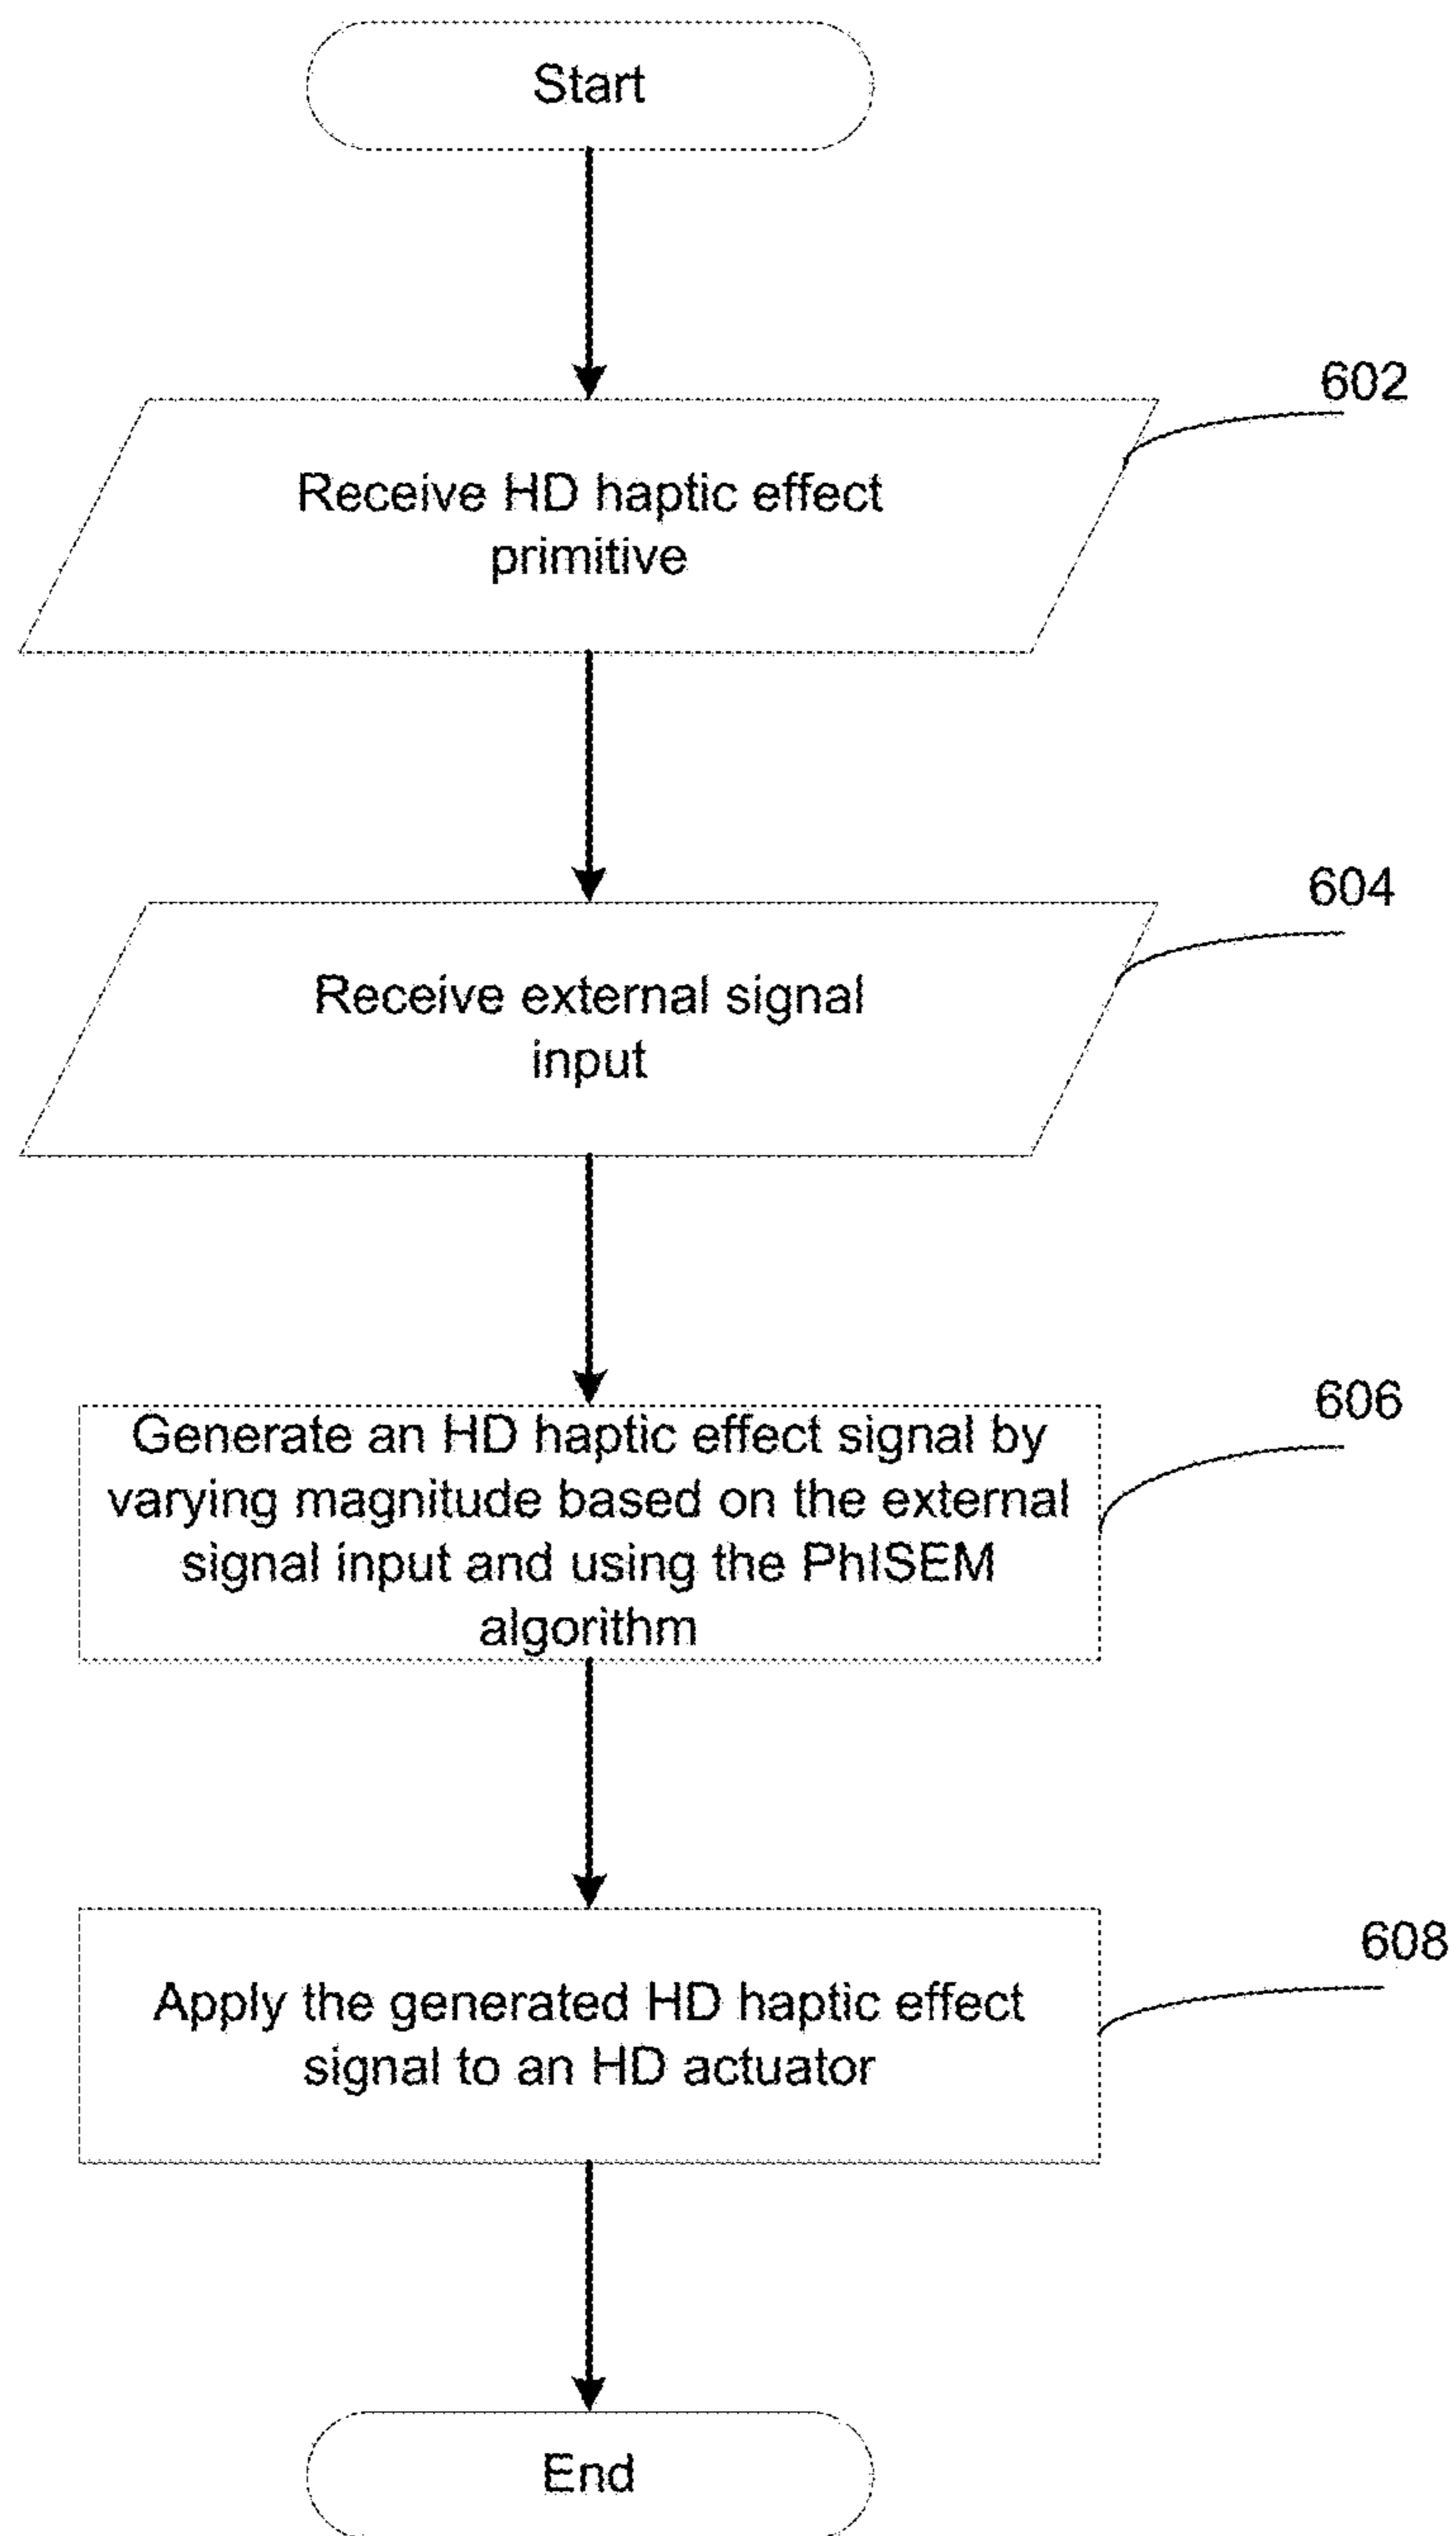 Start
602
Receive HD haptic effect
primitive
604
Receive external signal
input
606
Generate an HD haptic effect signal by
varying magnitude based on the external
signal input and using the PhISEM
algorithm
608
Apply the generated HD haptic effect
signal to an HD actuator
End